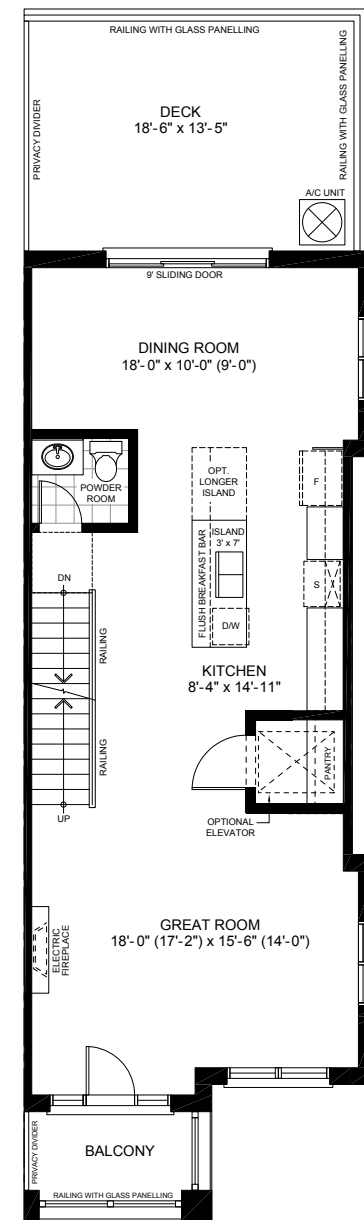 RAILING WITH GLASS PANELLING
PRIVACY DIVIDER
RAILING WITH GLASS PANELLING
DECK
18'-6" x 13'-5"
A/C UNIT
9' SLIDING DOOR
DINING ROOM
18'-0" x 10'-0" (9'-0")
POWDER
ROOM
OPT.
LONGER
ISLAND
F
FLUSH BREAKFAST BAR
ISLAND
3' x 7'
S
D/W
DN
RAILING
KITCHEN
8'-4" x 14'-11"
RAILING
PANTRY
UP
OPTIONAL
ELEVATOR
GREAT ROOM
18'-0" (17'-2") x 15'-6" (14'-0")
ELECTRIC
FIREPLACE
PRIVACY DIVIDER
BALCONY
RAILING WITH GLASS PANELLING